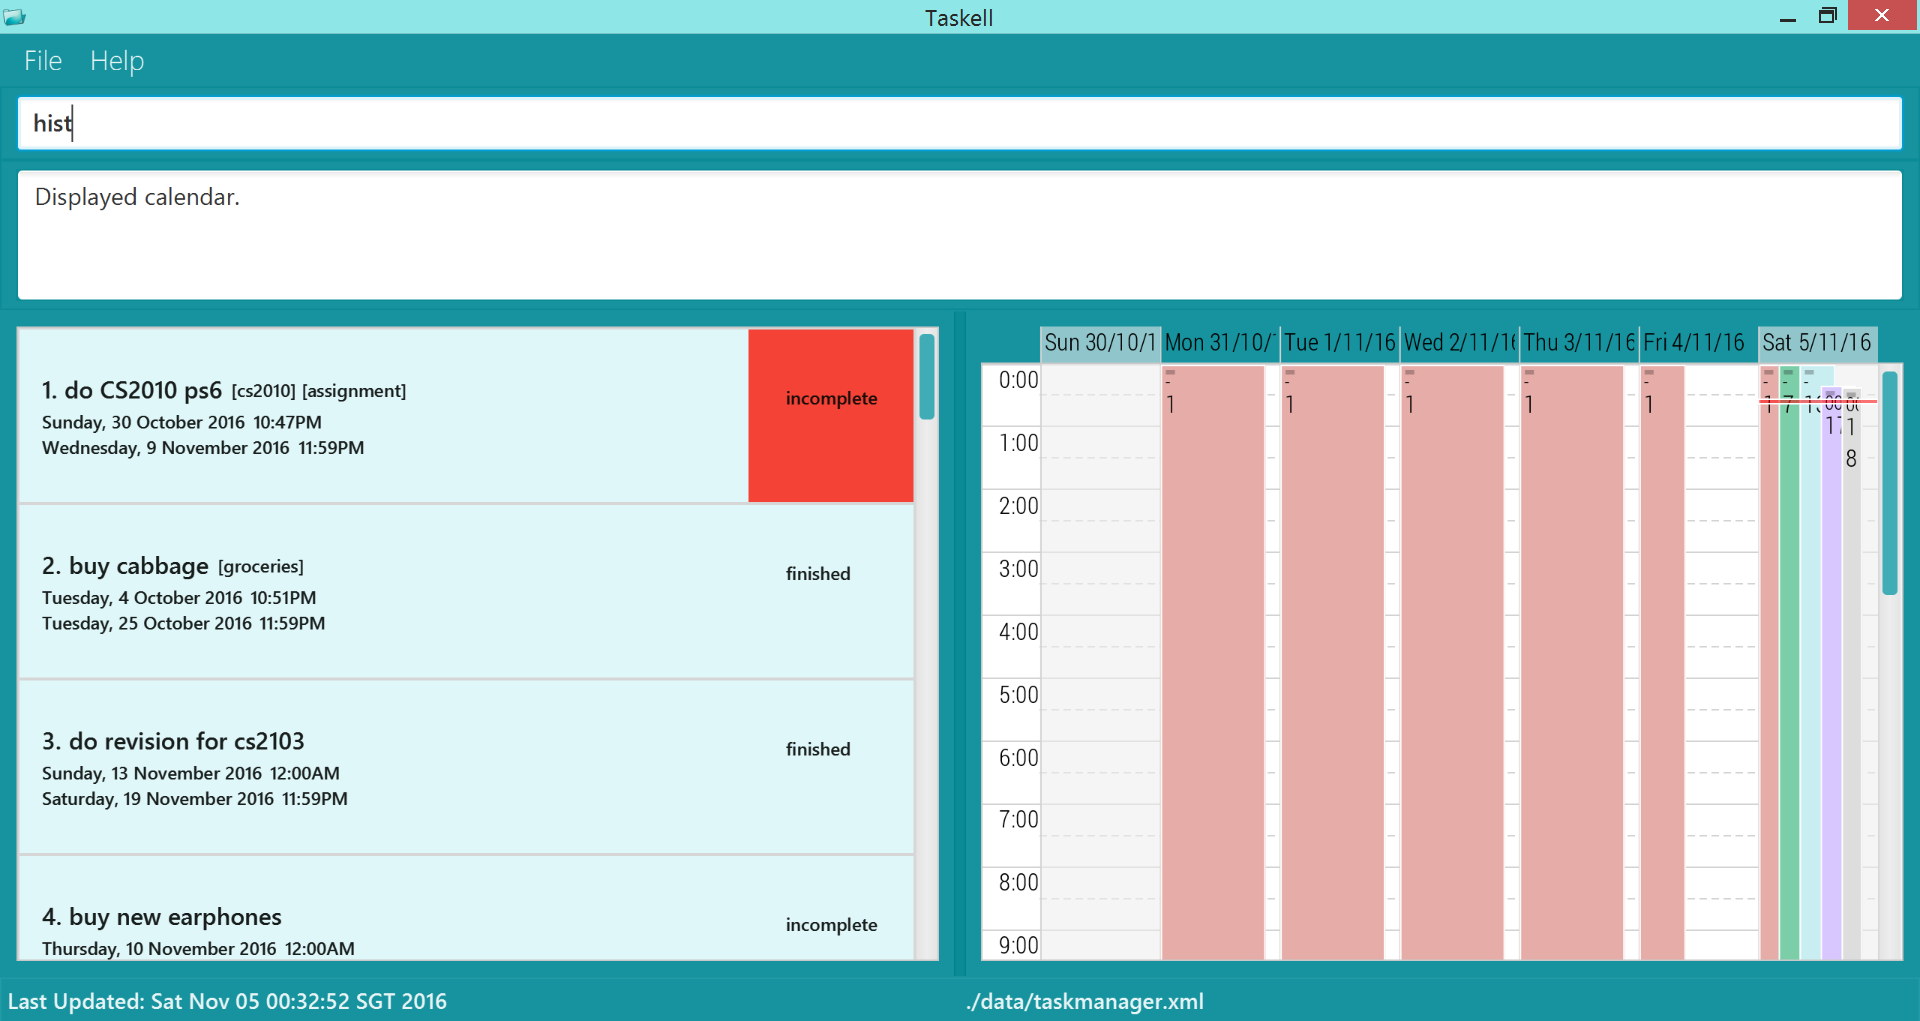 Taskell
File Help
hist
Displayed calendar.
1. do CS2010 ps6 [cs2010] [assignment]
incomplete
Sunday, 30 October 2016 10:47PM
Wednesday, 9 November 2016 11:59PM
2. buy cabbage [groceries]
finished
Tuesday, 4 October 2016 10:51PM
Tuesday, 25 October 2016 11:59PM
3. do revision for cs2103
finished
Sunday, 13 November 2016 12:00AM
Saturday, 19 November 2016 11:59PM
4. buy new earphones
incomplete
Thursday, 10 November 2016 12:00AM
Sun 30/10/1 Mon 31/10/ Tue 1/11/16 Wed 2/11/16 Thu 3/11/16 Fri 4/11/16 Sat 5/11/16
0:00
- - - - - - - -
1 1 1 1 1 1 7
17 1
8
1:00
2:00
3:00
4:00
5:00
6:00
7:00
8:00
9:00
Last Updated: Sat Nov 05 00:32:52 SGT 2016
./data/taskmanager.xml